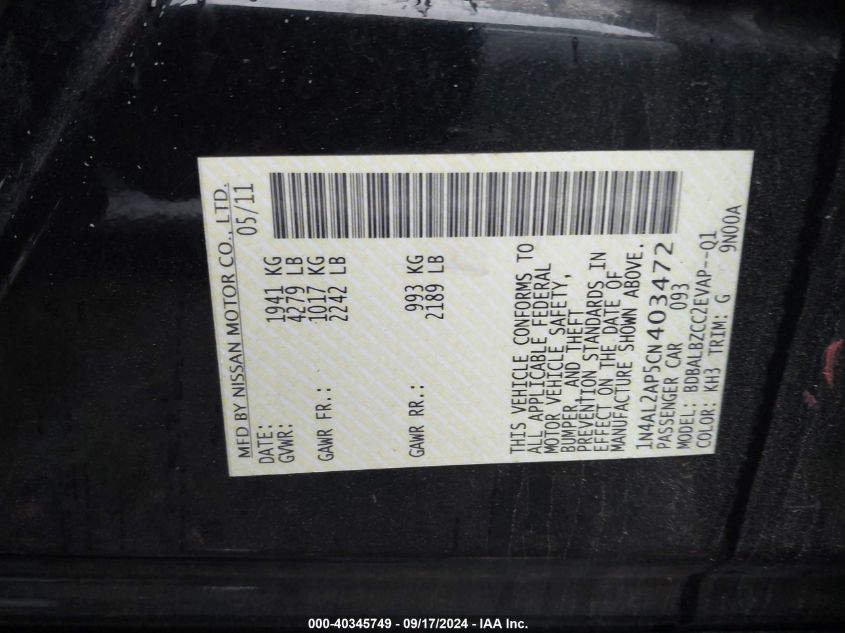 MFD BY NISSAN MOTOR CO., LTD.
DATE: 05/11
GVWR: 1941 KG
4279 LB
GAWR FR.: 1017 KG
2242 LB
GAWR RR.: 993 KG
2189 LB
THIS VEHICLE CONFORMS TO
ALL APPLICABLE FEDERAL
MOTOR VEHICLE SAFETY,
BUMPER, AND THEFT
PREVENTION STANDARDS IN
EFFECT ON THE DATE OF
MANUFACTURE SHOWN ABOVE.
1N4AL2AP5CN403472
PASSENGER CAR 093
MODEL: BDBALBZCC2EVAP--Q1
COLOR: KH3 TRIM: G 9N00A
000-40345749 - 09/17/2024 - IAA Inc.